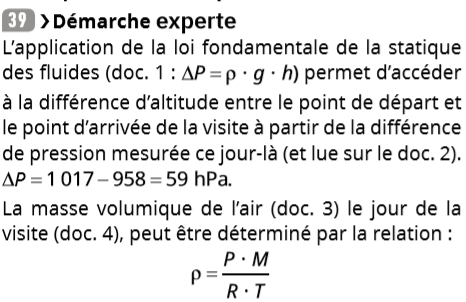 39 ❯ Démarche experte
L’application de la loi fondamentale de la statique
des fluides (doc. 1 : ΔP = ρ · g · h) permet d’accéder
à la différence d’altitude entre le point de départ et
le point d’arrivée de la visite à partir de la différence
de pression mesurée ce jour-là (et lue sur le doc. 2).
ΔP = 1 017 – 958 = 59 hPa.
La masse volumique de l’air (doc. 3) le jour de la
visite (doc. 4), peut être déterminé par la relation :
ρ = P · M / R · T